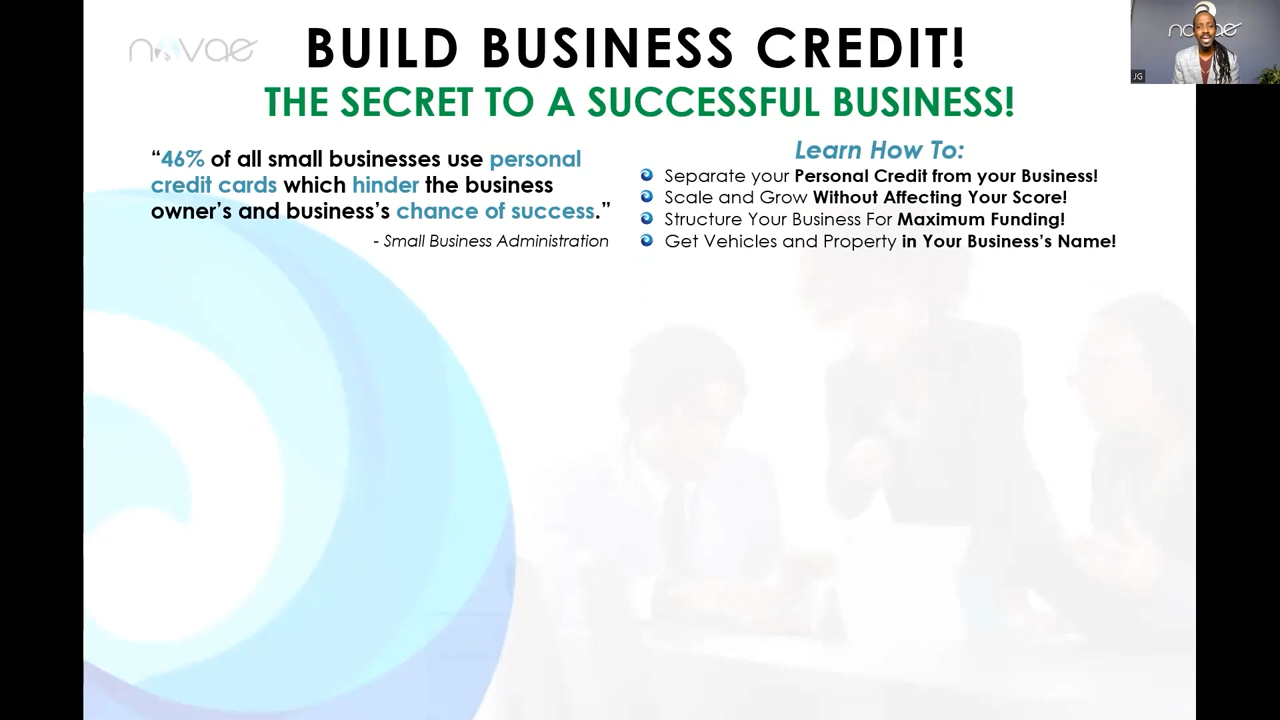 novae
BUILD BUSINESS CREDIT!
THE SECRET TO A SUCCESSFUL BUSINESS!
“46% of all small businesses use personal
credit cards which hinder the business
owner’s and business’s chance of success.”
- Small Business Administration
Learn How To:
Separate your Personal Credit from your Business!
Scale and Grow Without Affecting Your Score!
Structure Your Business For Maximum Funding!
Get Vehicles and Property in Your Business’s Name!
novae
JG